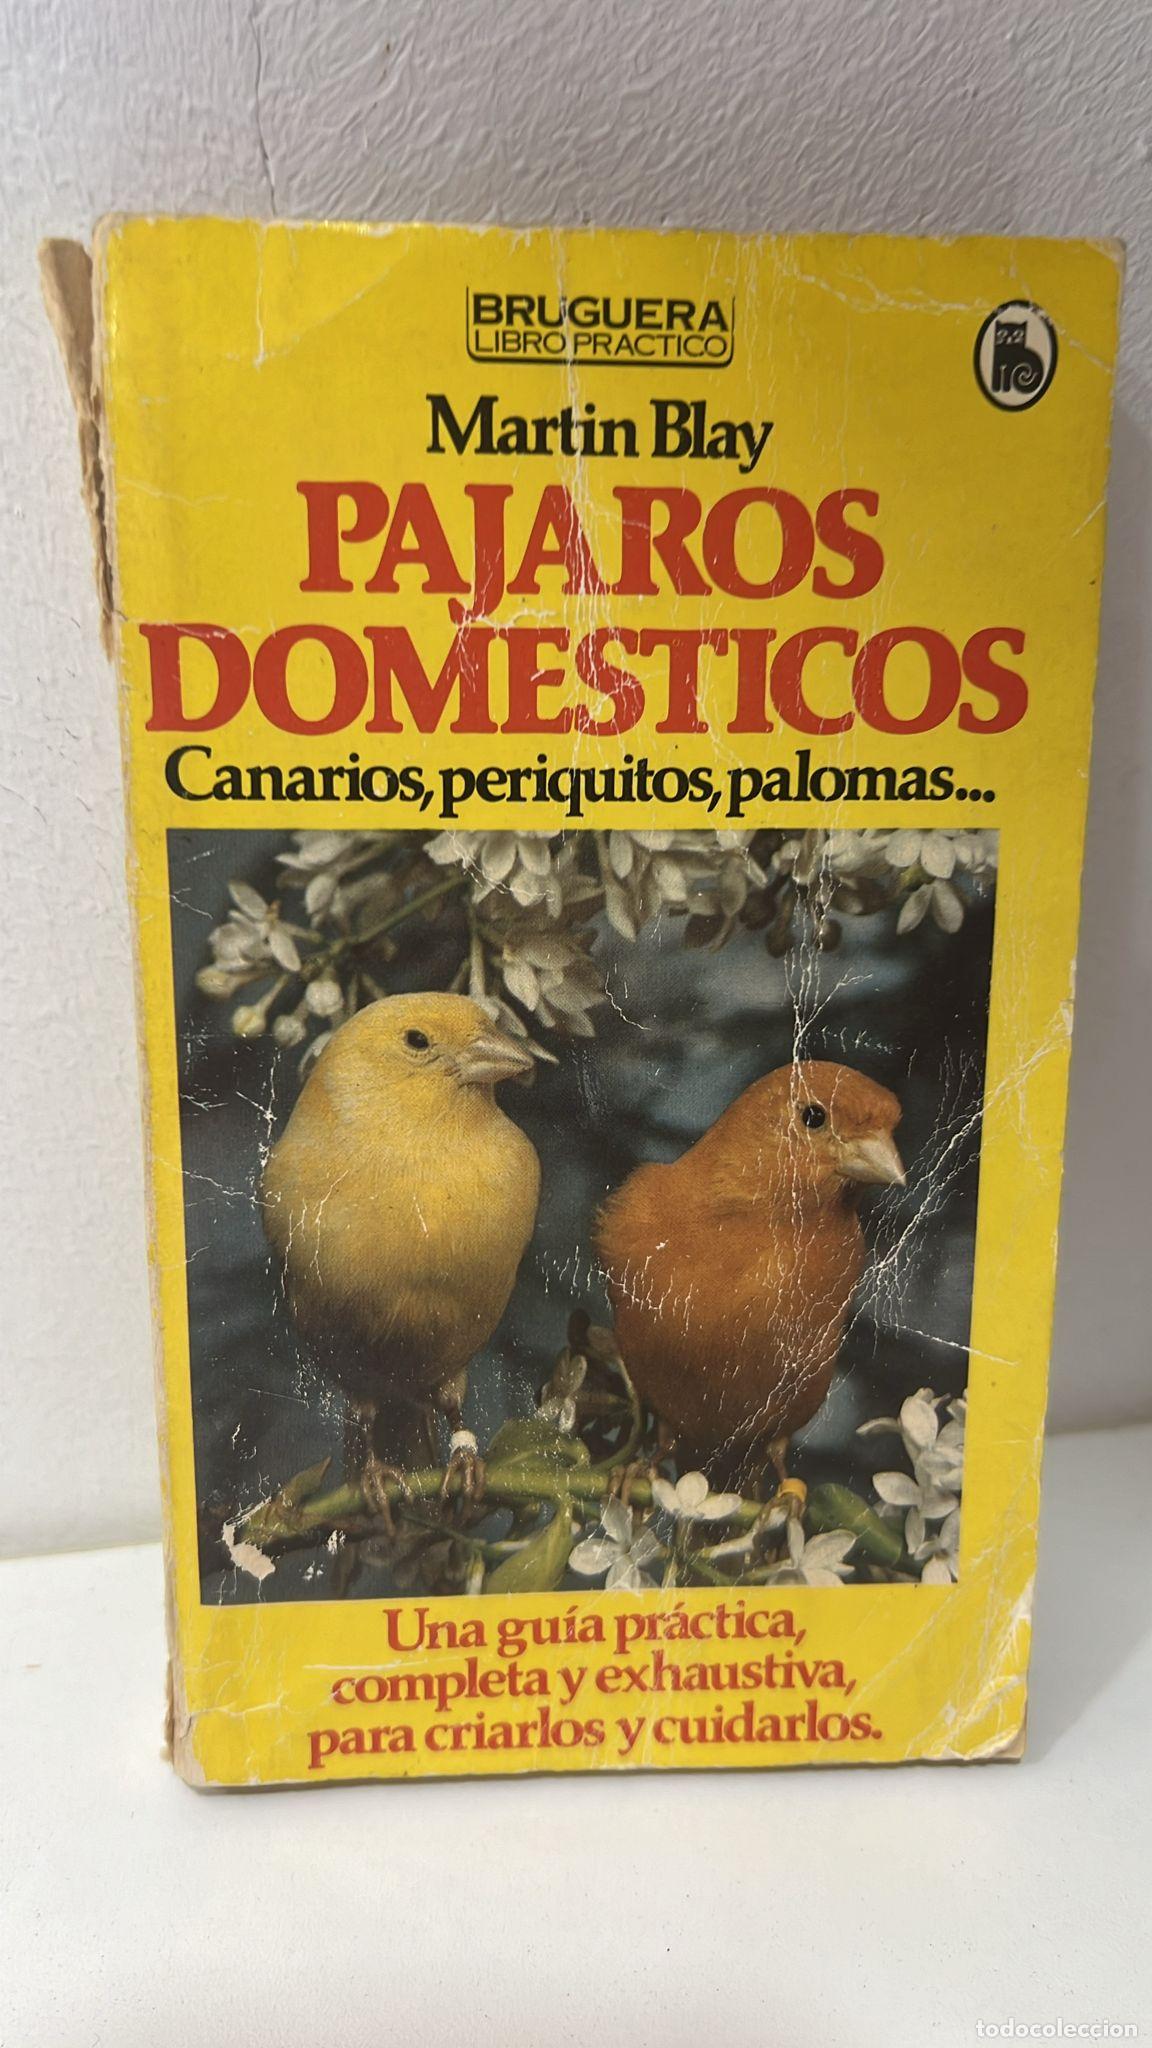 BRUGUERA
LIBRO PRACTICO
Martin Blay
PAJAROS
DOMESTICOS
Canarios, periquitos, palomas...
Una guía práctica,
completa y exhaustiva,
para criarlos y cuidarlos.
todocoleccion